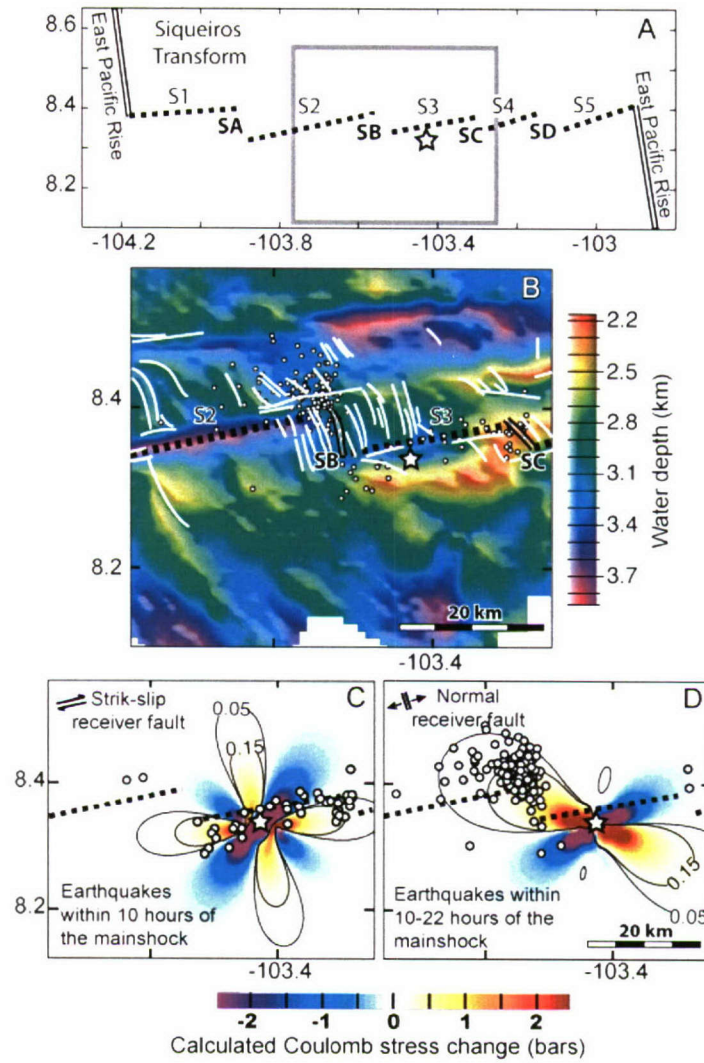 A
Siqueiros
Transform
East Pacific Rise
East Pacific Rise
8.6
8.4
8.2
S1
S2
S3
S4
S5
SA
SB
SC
SD
-104.2
-103.8
-103.4
-103
B
8.4
8.2
S2
S3
SB
SC
20 km
-103.4
2.2
2.5
2.8
3.1
3.4
3.7
Water depth (km)
C
Strik-slip
receiver fault
0.05
0.15
8.4
8.2
Earthquakes
within 10 hours of
the mainshock
-103.4
D
Normal
receiver fault
0.15
0.05
Earthquakes within
10-22 hours of the
mainshock
20 km
-103.4
-2 -1 0 1 2
Calculated Coulomb stress change (bars)